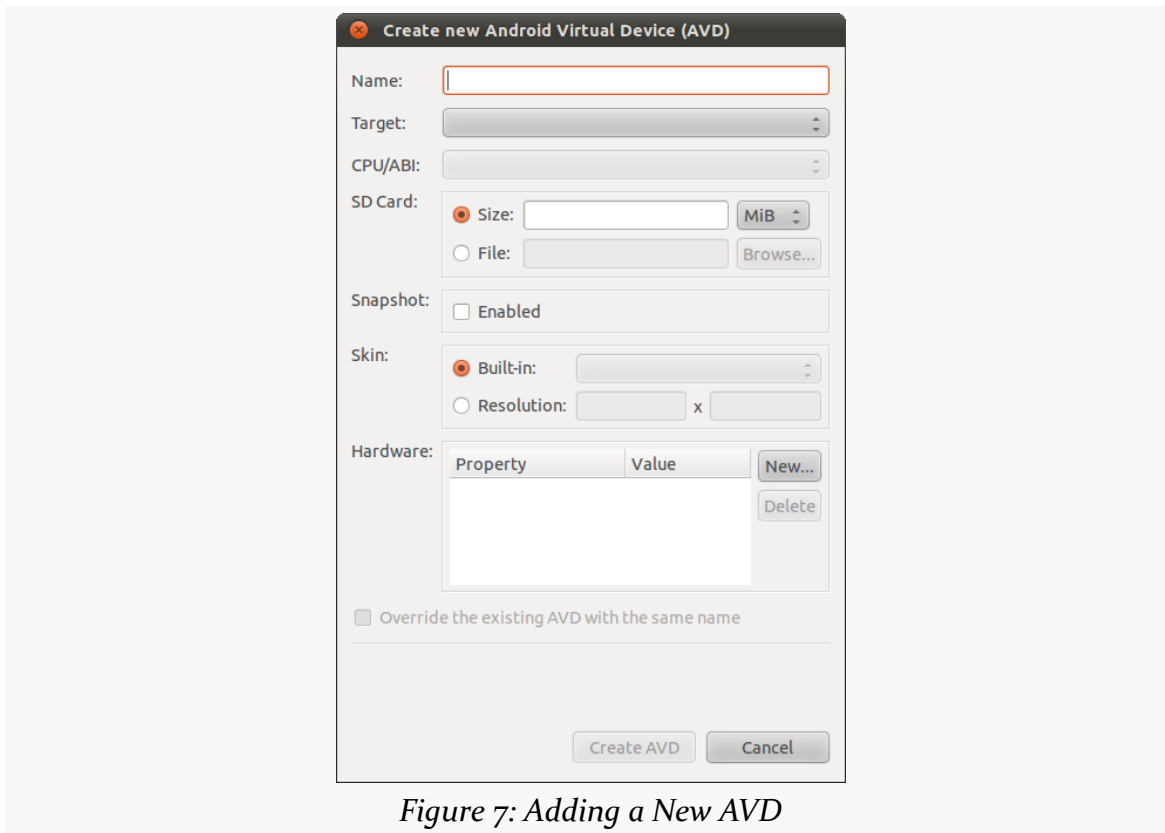 Create new Android Virtual Device (AVD)
Name:
Target:
CPU/ABI:
SD Card:
Size:
MiB
File:
Browse...
Snapshot:
Enabled
Skin:
Built-in:
Resolution:
x
Hardware:
Property Value
New...
Delete
Override the existing AVD with the same name
Create AVD Cancel
Figure 7: Adding a New AVD